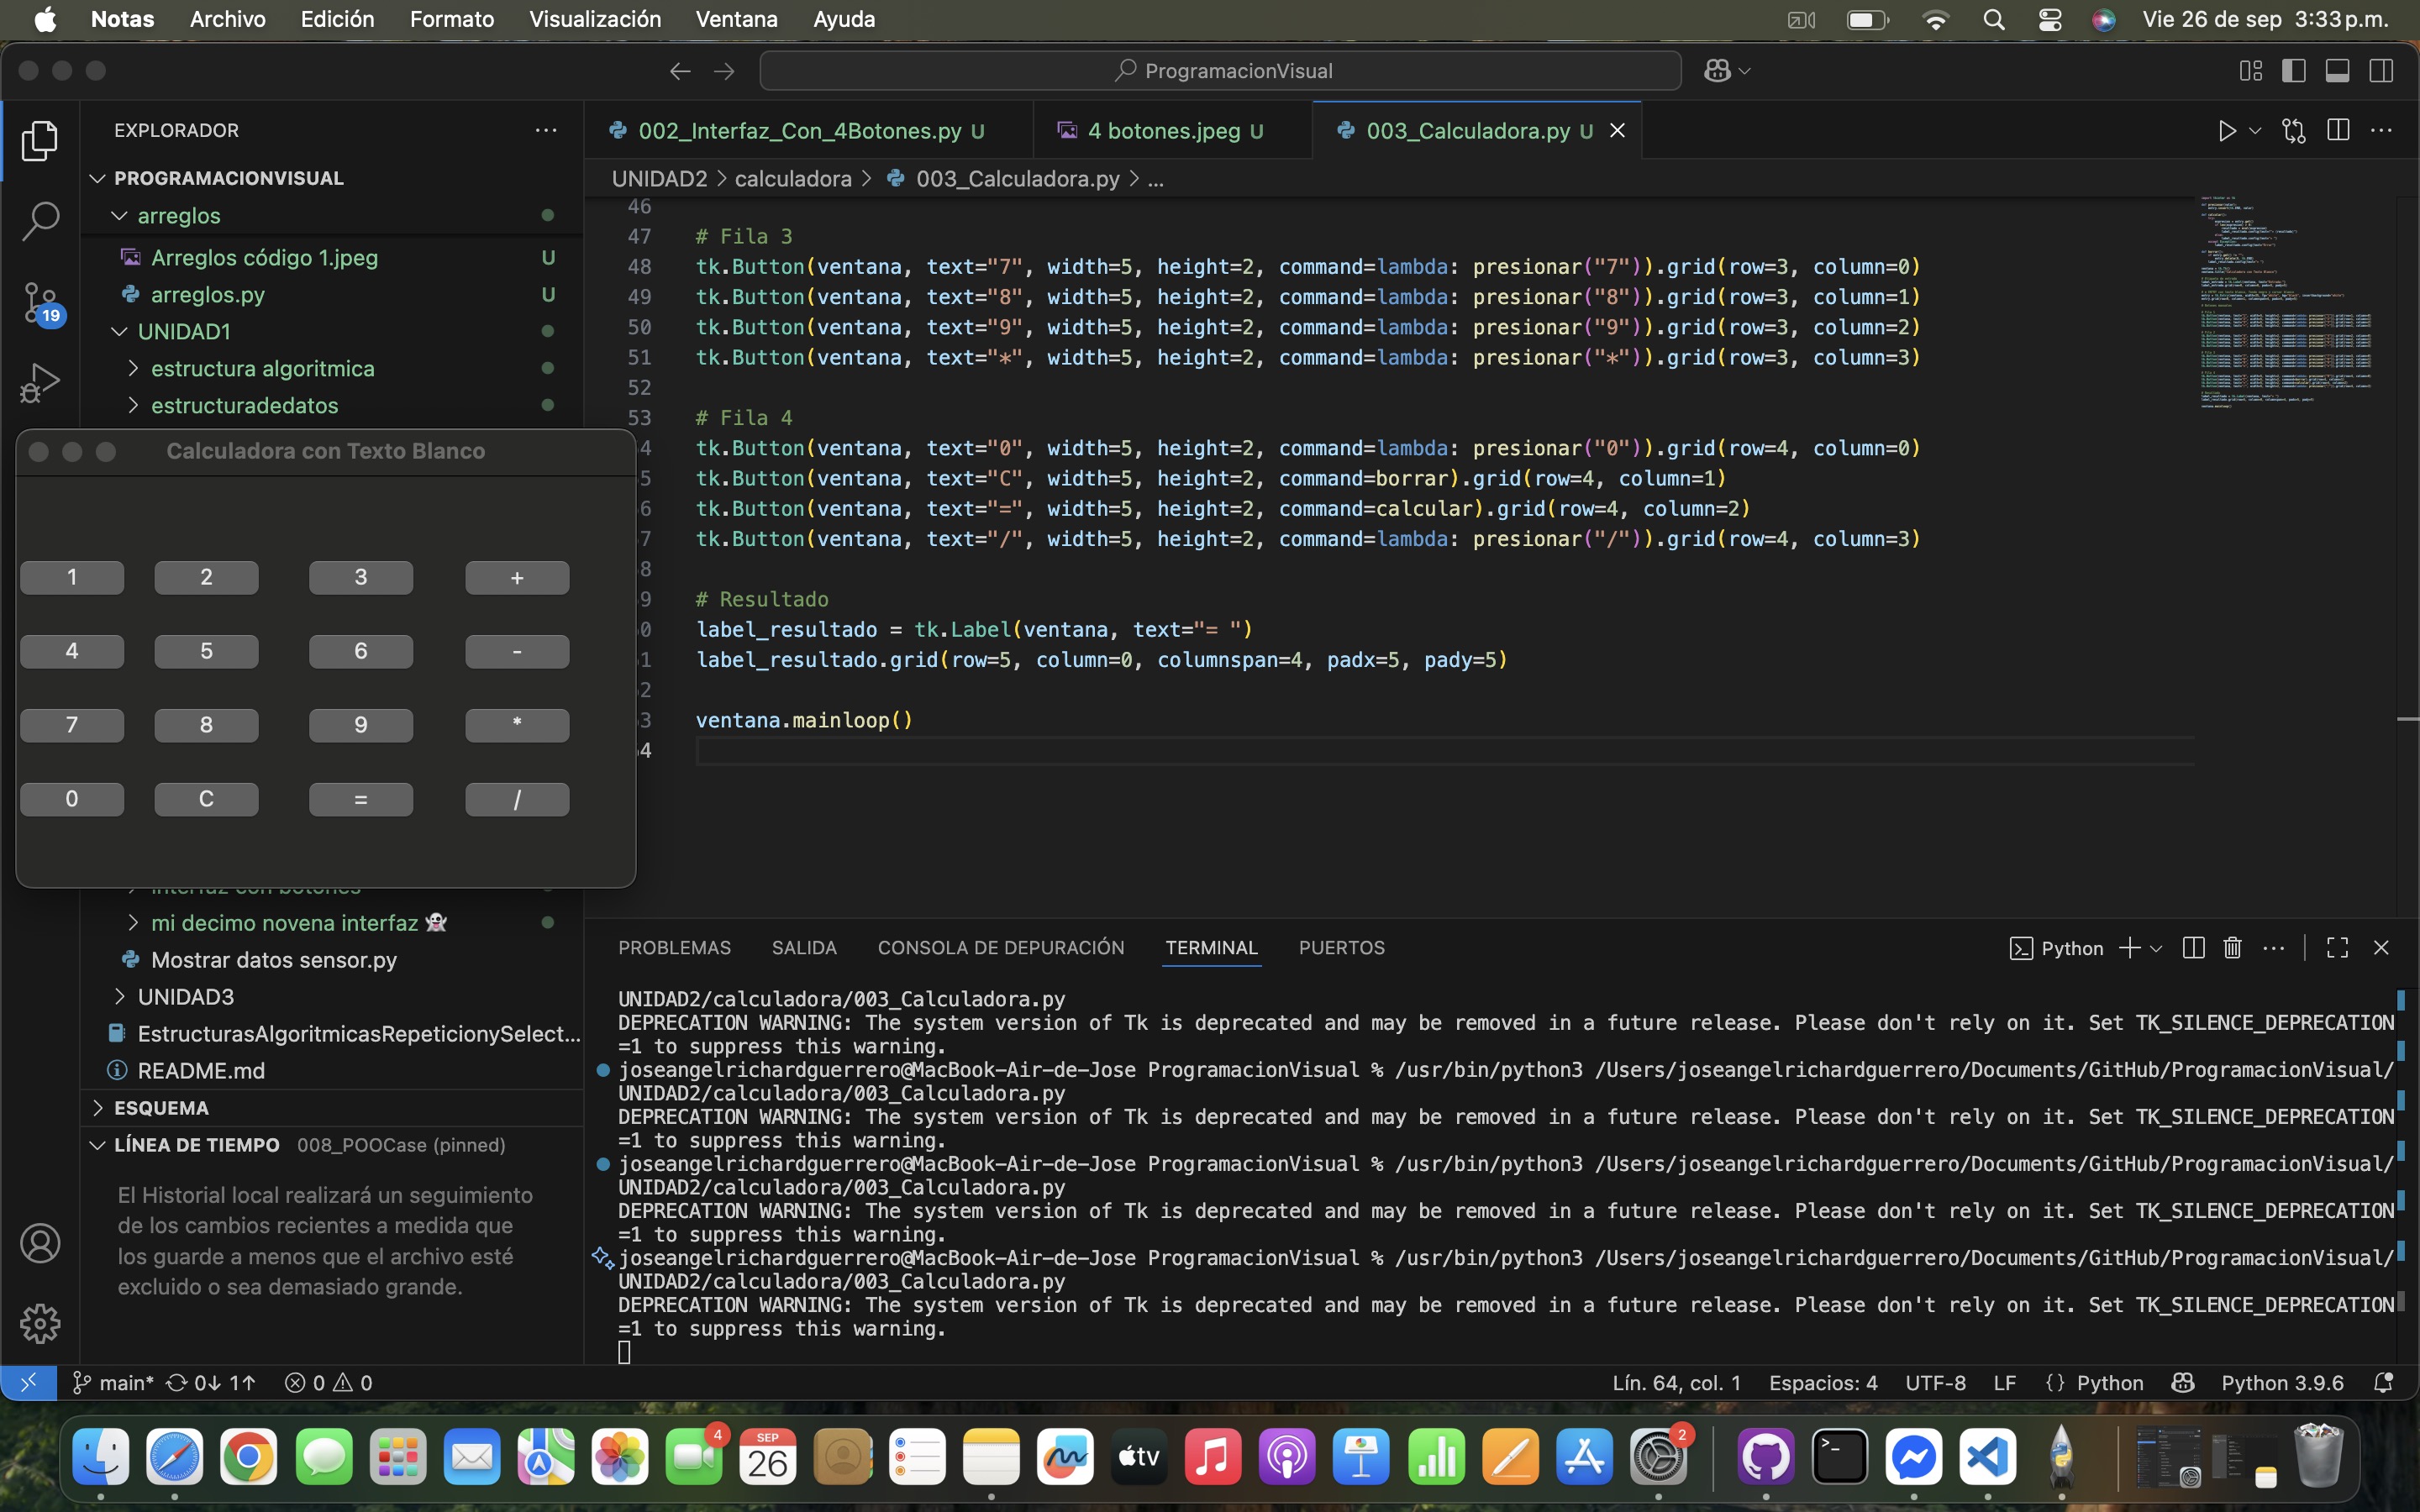 Notas Archivo Edición Formato Visualización Ventana Ayuda Vie 26 de sep 3:33 p.m.
ProgramacionVisual
EXPLORADOR
PROGRAMACIONVISUAL
arreglos
Arreglos código 1.jpeg U
arreglos.py U
UNIDAD1
estructura algoritmica
estructuradedatos
19
Calculadora con Texto Blanco
1 2 3 +
4 5 6 -
7 8 9 *
0 C = /
interfaz con botones
mi decimo novena interfaz 👻
Mostrar datos sensor.py
UNIDAD3
EstructurasAlgoritmicasRepeticionySelect...
README.md
ESQUEMA
LÍNEA DE TIEMPO 008_POOCase (pinned)
El Historial local realizará un seguimiento
de los cambios recientes a medida que
los guarde a menos que el archivo esté
excluido o sea demasiado grande.
002_Interfaz_Con_4Botones.py U 4 botones.jpeg U 003_Calculadora.py U
UNIDAD2 > calculadora > 003_Calculadora.py > ...
46
47 # Fila 3
48 tk.Button(ventana, text="7", width=5, height=2, command=lambda: presionar("7")).grid(row=3, column=0)
49 tk.Button(ventana, text="8", width=5, height=2, command=lambda: presionar("8")).grid(row=3, column=1)
50 tk.Button(ventana, text="9", width=5, height=2, command=lambda: presionar("9")).grid(row=3, column=2)
51 tk.Button(ventana, text="*", width=5, height=2, command=lambda: presionar("*")).grid(row=3, column=3)
52
53 # Fila 4
4 tk.Button(ventana, text="0", width=5, height=2, command=lambda: presionar("0")).grid(row=4, column=0)
5 tk.Button(ventana, text="C", width=5, height=2, command=borrar).grid(row=4, column=1)
6 tk.Button(ventana, text="=", width=5, height=2, command=calcular).grid(row=4, column=2)
7 tk.Button(ventana, text="/", width=5, height=2, command=lambda: presionar("/")).grid(row=4, column=3)
8
9 # Resultado
0 label_resultado = tk.Label(ventana, text="= ")
1 label_resultado.grid(row=5, column=0, columnspan=4, padx=5, pady=5)
2
3 ventana.mainloop()
4
PROBLEMAS SALIDA CONSOLA DE DEPURACIÓN TERMINAL PUERTOS Python
UNIDAD2/calculadora/003_Calculadora.py
DEPRECATION WARNING: The system version of Tk is deprecated and may be removed in a future release. Please don't rely on it. Set TK_SILENCE_DEPRECATION
=1 to suppress this warning.
joseangelrichardguerrero@MacBook-Air-de-Jose ProgramacionVisual % /usr/bin/python3 /Users/joseangelrichardguerrero/Documents/GitHub/ProgramacionVisual/
UNIDAD2/calculadora/003_Calculadora.py
DEPRECATION WARNING: The system version of Tk is deprecated and may be removed in a future release. Please don't rely on it. Set TK_SILENCE_DEPRECATION
=1 to suppress this warning.
joseangelrichardguerrero@MacBook-Air-de-Jose ProgramacionVisual % /usr/bin/python3 /Users/joseangelrichardguerrero/Documents/GitHub/ProgramacionVisual/
UNIDAD2/calculadora/003_Calculadora.py
DEPRECATION WARNING: The system version of Tk is deprecated and may be removed in a future release. Please don't rely on it. Set TK_SILENCE_DEPRECATION
=1 to suppress this warning.
joseangelrichardguerrero@MacBook-Air-de-Jose ProgramacionVisual % /usr/bin/python3 /Users/joseangelrichardguerrero/Documents/GitHub/ProgramacionVisual/
UNIDAD2/calculadora/003_Calculadora.py
DEPRECATION WARNING: The system version of Tk is deprecated and may be removed in a future release. Please don't rely on it. Set TK_SILENCE_DEPRECATION
=1 to suppress this warning.
main* 0↓ 1↑ 0 0 Lín. 64, col. 1 Espacios: 4 UTF-8 LF {} Python Python 3.9.6
4 SEP 26 tv 2